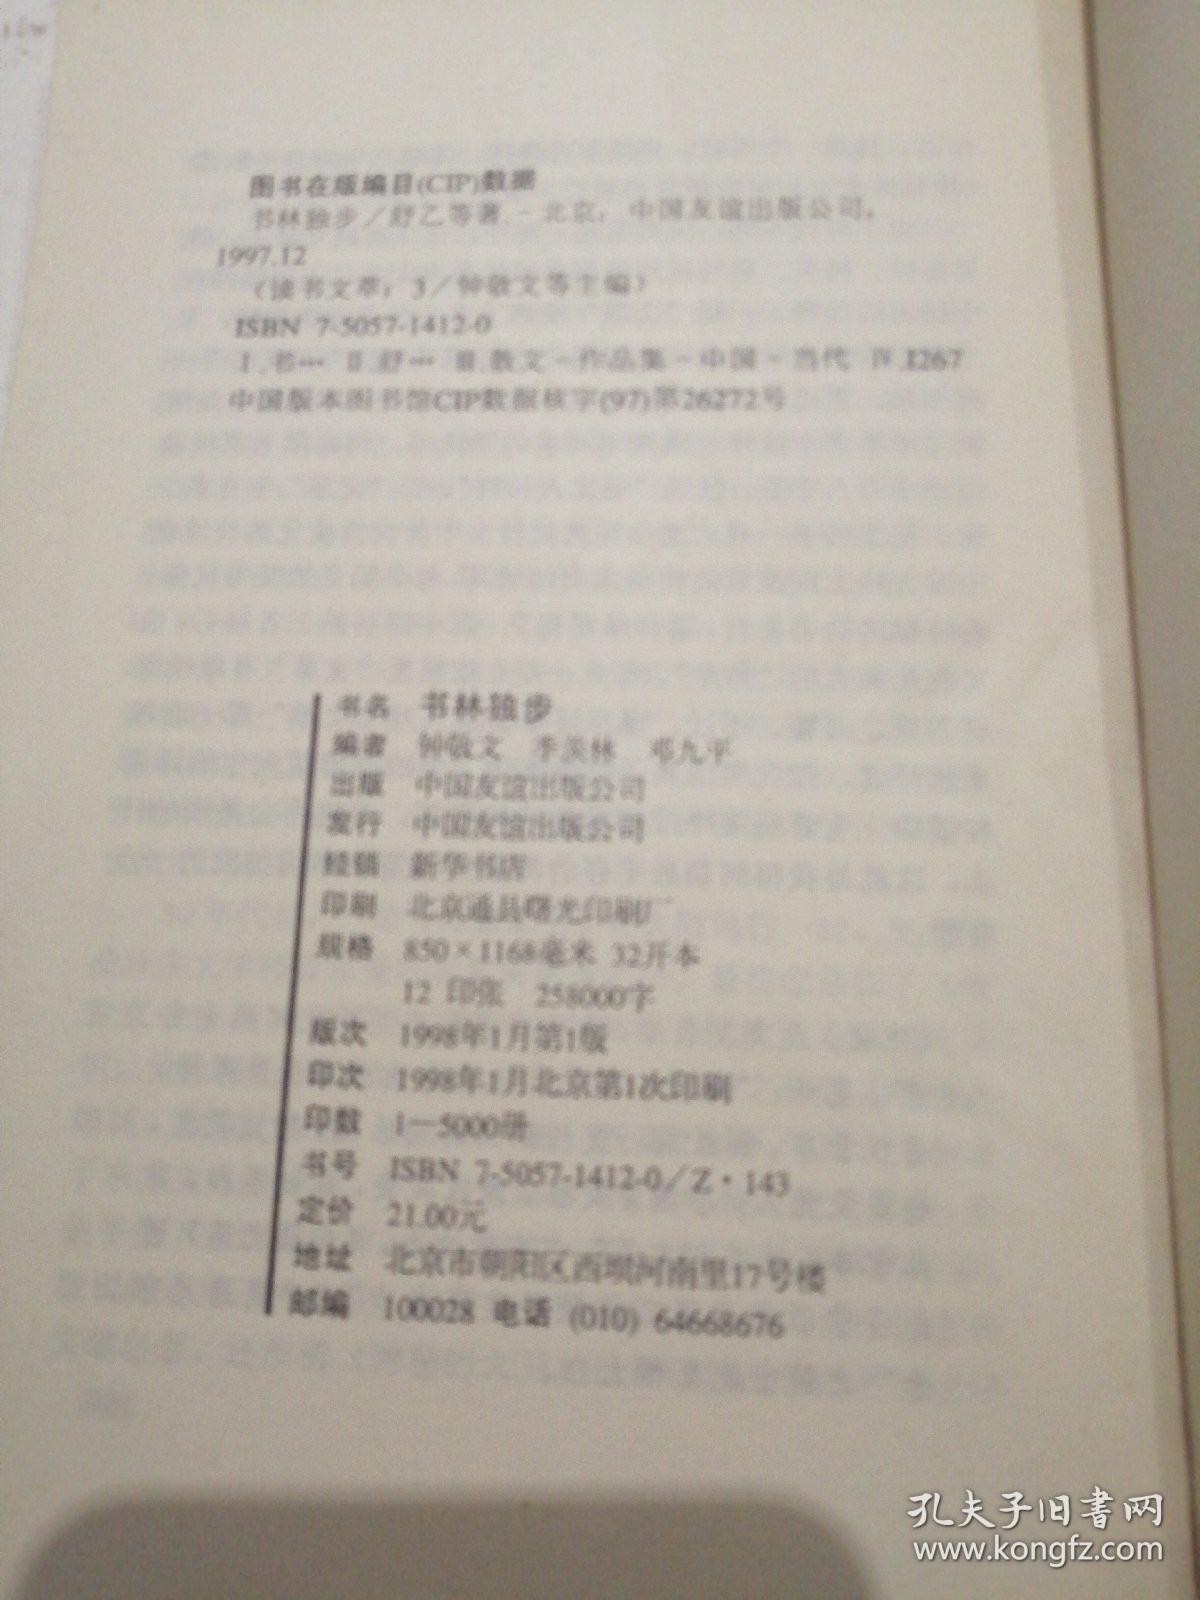 图书在版编目(CIP)数据
书林独步／舒乙等著.－北京：中国友谊出版公司，
1997.12
（读书文萃；3／钟敬文等主编）
ISBN 7-5057-1412-0
Ⅰ.书… Ⅱ.舒… Ⅲ.散文－作品集－中国－当代 Ⅳ.I267
中国版本图书馆CIP数据核字(97)第26272号
书名 书林独步
编者 钟敬文 季羡林 邓九平
出版 中国友谊出版公司
发行 中国友谊出版公司
经销 新华书店
印刷 北京通县曙光印刷厂
规格 850×1168毫米 32开本
12 印张 258000字
版次 1998年1月第1版
印次 1998年1月北京第1次印刷
印数 1—5000册
书号 ISBN 7-5057-1412-0／Z·143
定价 21.00元
地址 北京市朝阳区西坝河南里17号楼
邮编 100028 电话 (010) 64668676
孔夫子旧书网
www.kongfz.com